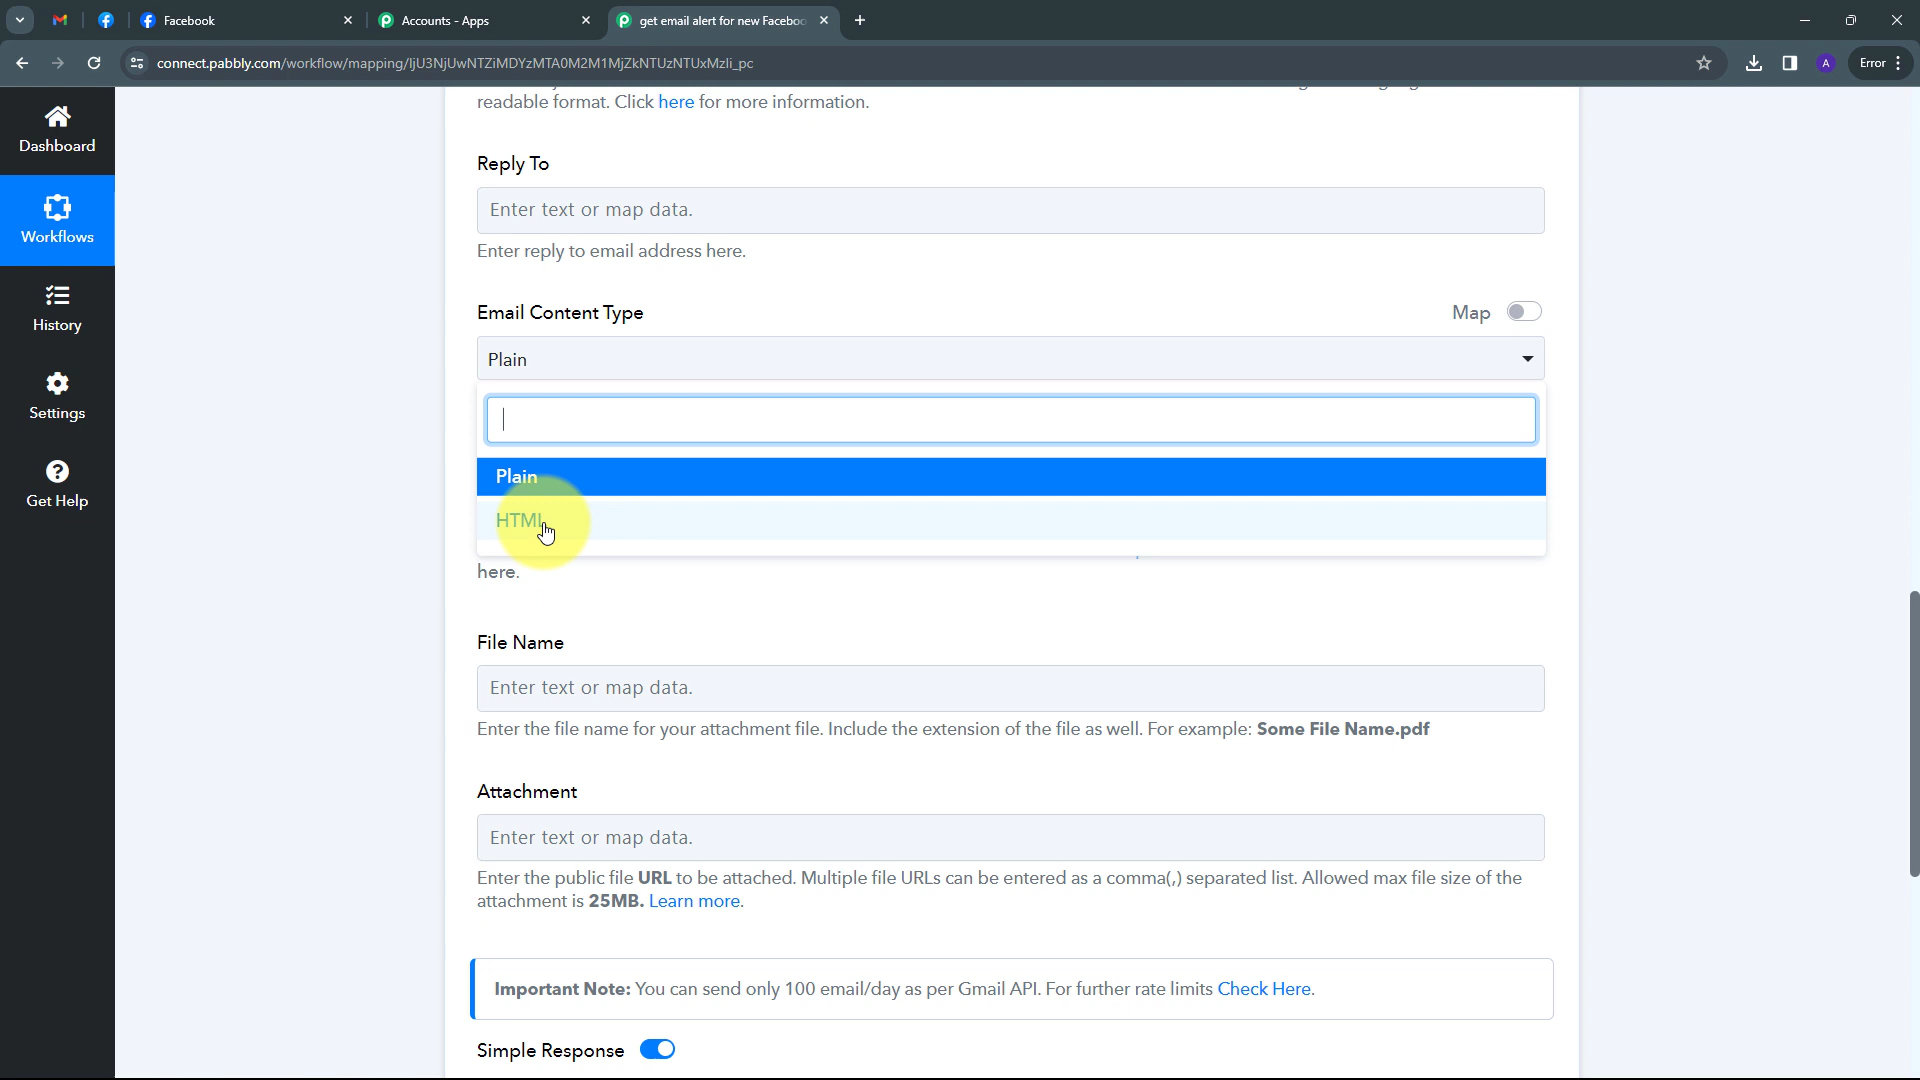 Facebook
Accounts - Apps
get email alert for new Faceboo
connect.pabbly.com/workflow/mapping/IjU3NjUwNTZiMDYzMTA0M2M1MjZkNTUzNTUxMzIi_pc
Error
Dashboard
Workflows
History
Settings
Get Help
readable format. Click here for more information.
Reply To
Enter text or map data.
Enter reply to email address here.
Email Content Type
Map
Plain
Plain
HTML
here.
File Name
Enter text or map data.
Enter the file name for your attachment file. Include the extension of the file as well. For example: Some File Name.pdf
Attachment
Enter text or map data.
Enter the public file URL to be attached. Multiple file URLs can be entered as a comma(,) separated list. Allowed max file size of the
attachment is 25MB. Learn more.
Important Note: You can send only 100 email/day as per Gmail API. For further rate limits Check Here.
Simple Response